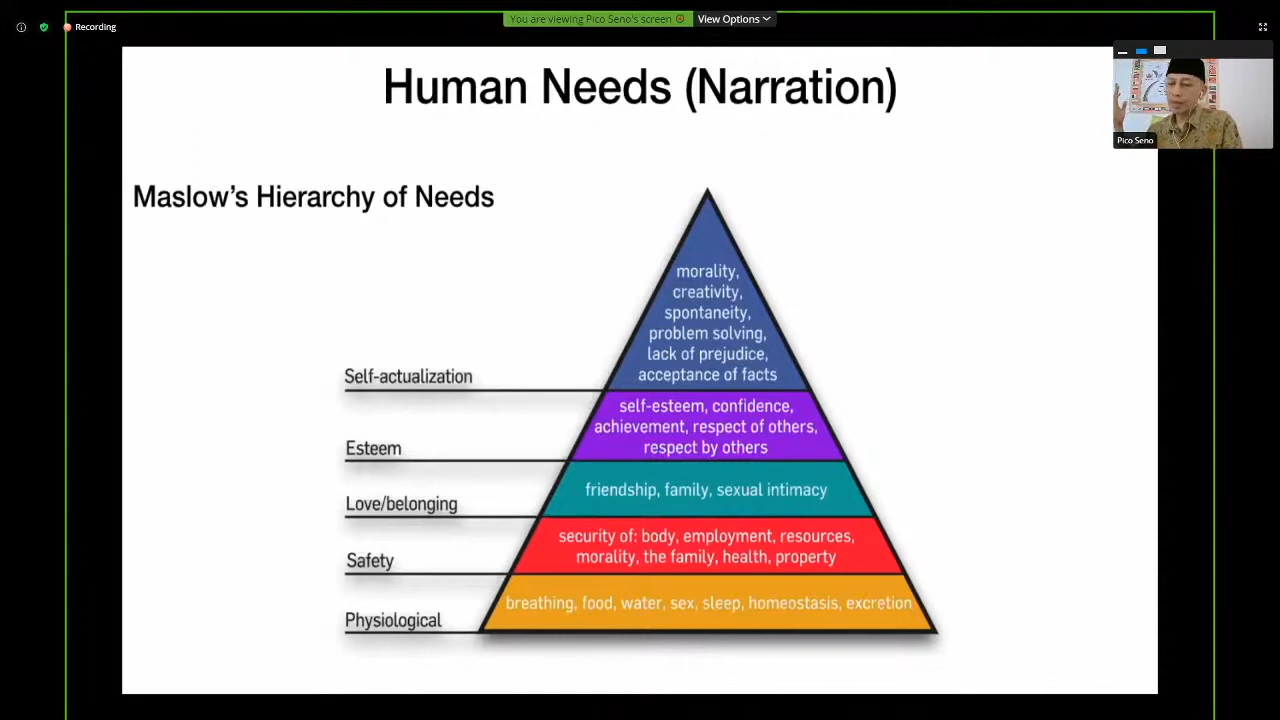 Recording
You are viewing Pico Seno's screen
View Options
Pico Seno
Human Needs (Narration)
Maslow's Hierarchy of Needs
morality,
creativity,
spontaneity,
problem solving,
lack of prejudice,
acceptance of facts
Self-actualization
self-esteem, confidence,
achievement, respect of others,
respect by others
Esteem
friendship, family, sexual intimacy
Love/belonging
security of: body, employment, resources,
morality, the family, health, property
Safety
breathing, food, water, sex, sleep, homeostasis, excretion
Physiological